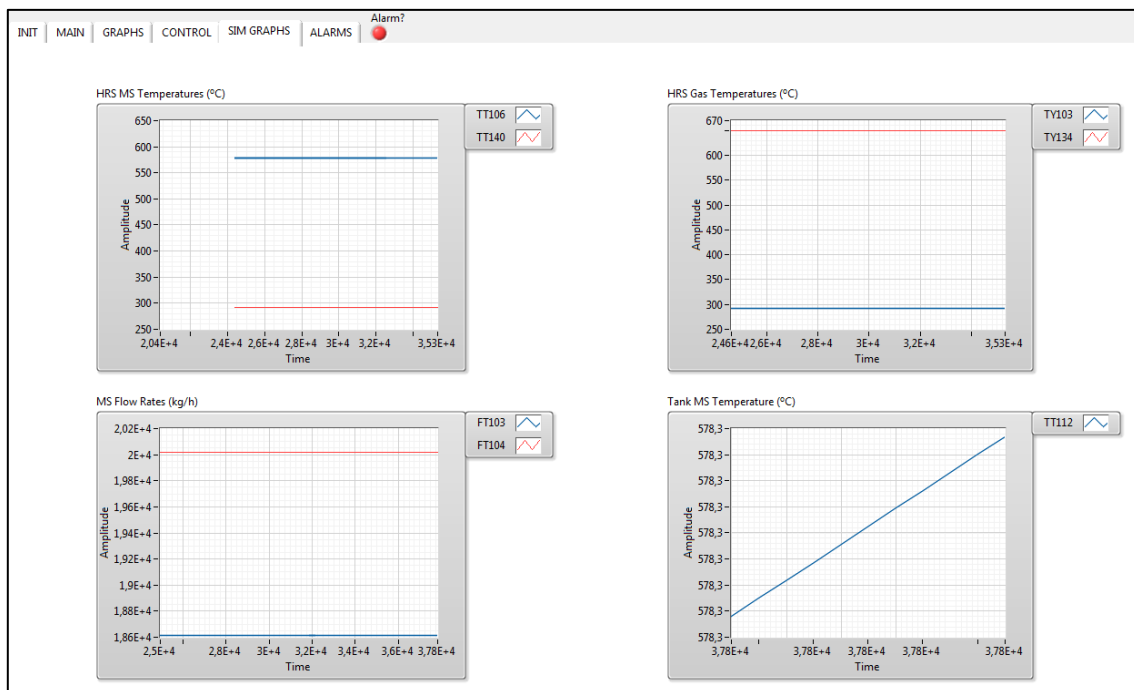 Alarm?
INIT MAIN GRAPHS CONTROL SIM GRAPHS ALARMS
HRS MS Temperatures (ºC)
TT106
TT140
650
600
550
500
450
400
350
300
250
Amplitude
2,04E+4 2,4E+4 2,6E+4 2,8E+4 3E+4 3,2E+4 3,53E+4
Time
HRS Gas Temperatures (ºC)
TY103
TY134
670
600
550
500
450
400
350
300
250
Amplitude
2,46E+4 2,6E+4 2,8E+4 3E+4 3,2E+4 3,53E+4
Time
MS Flow Rates (kg/h)
FT103
FT104
2,02E+4
2E+4
1,98E+4
1,96E+4
1,94E+4
1,92E+4
1,9E+4
1,88E+4
1,86E+4
Amplitude
2,5E+4 2,8E+4 3E+4 3,2E+4 3,4E+4 3,6E+4 3,78E+4
Time
Tank MS Temperature (ºC)
TT112
578,3
578,3
578,3
578,3
578,3
578,3
578,3
578,3
578,3
Amplitude
3,78E+4 3,78E+4 3,78E+4 3,78E+4 3,78E+4
Time